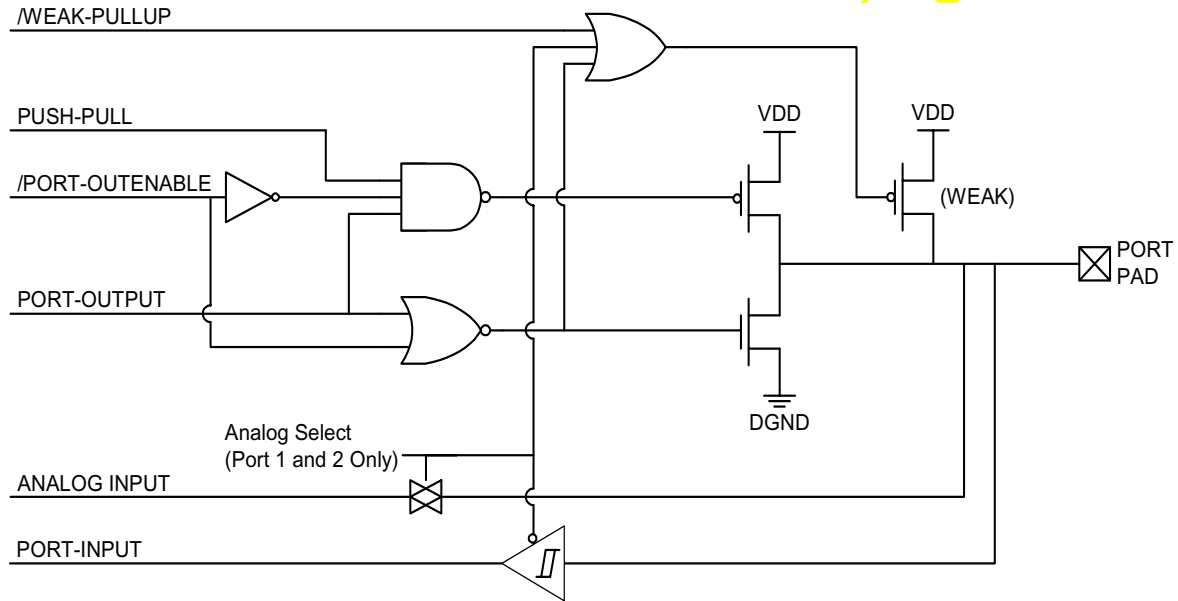 /WEAK-PULLUP
PUSH-PULL
VDD
VDD
/PORT-OUTENABLE
(WEAK)
PORT
PAD
PORT-OUTPUT
DGND
Analog Select
(Port 1 and 2 Only)
ANALOG INPUT
PORT-INPUT